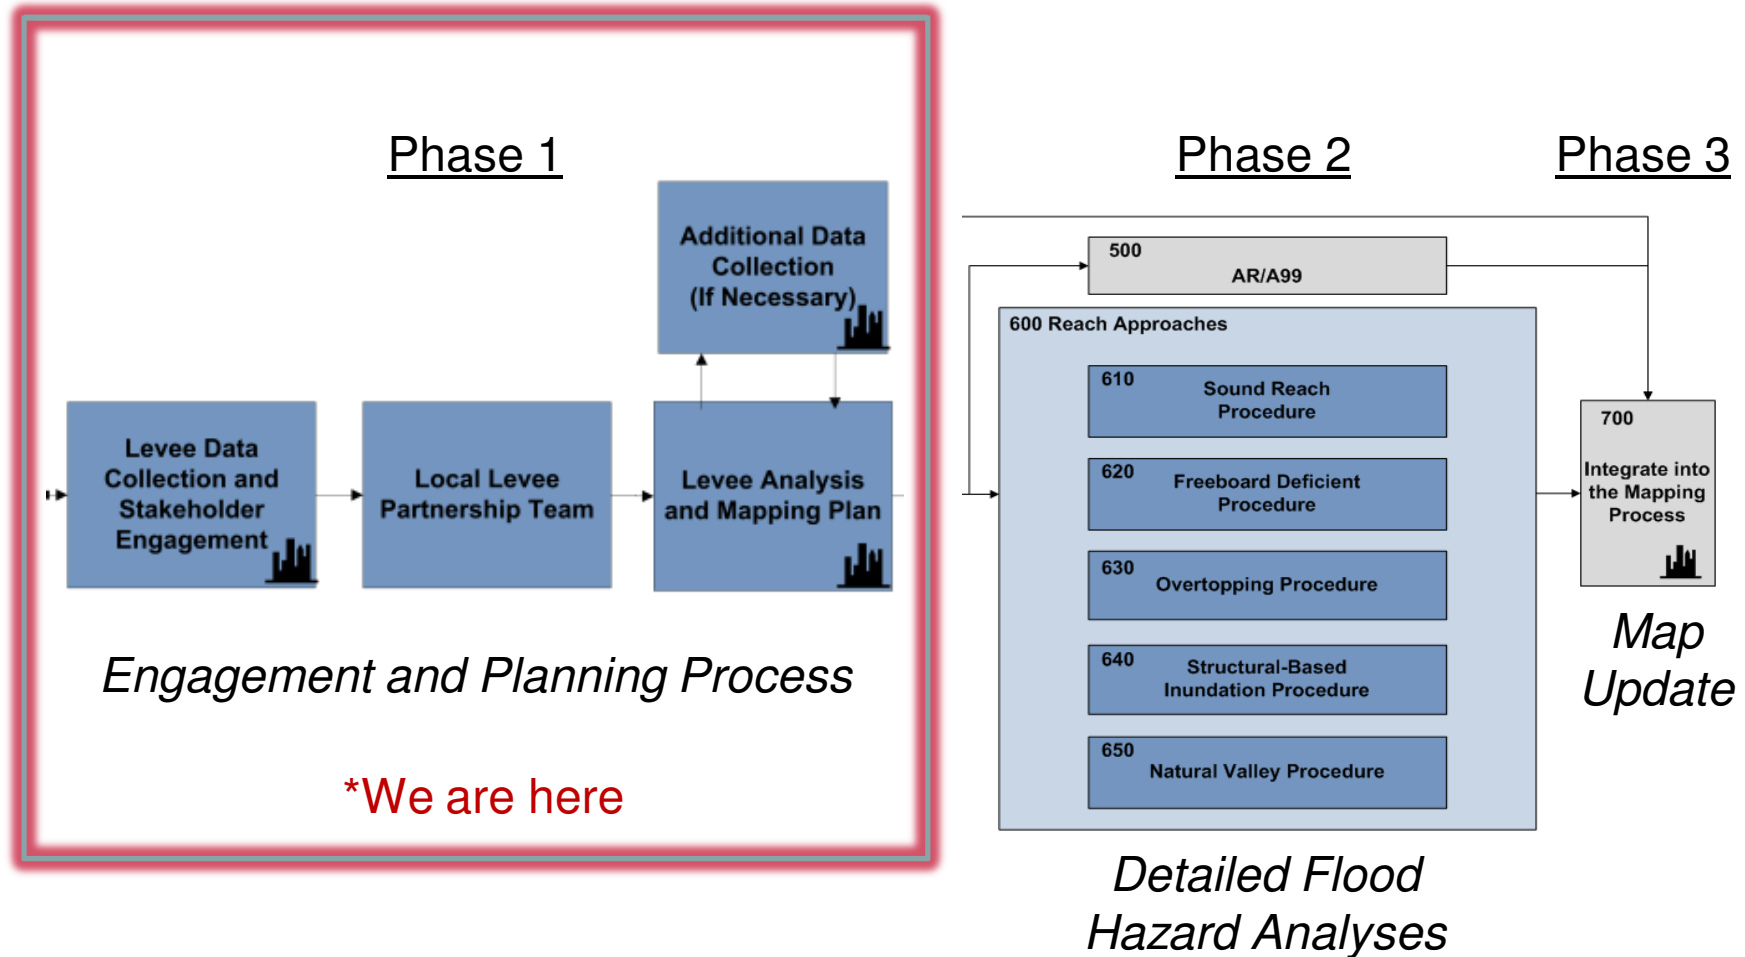 Phase 1
Additional Data
Collection
(If Necessary)
Levee Data
Collection and
Stakeholder
Engagement
Local Levee
Partnership Team
Levee Analysis
and Mapping Plan
Engagement and Planning Process
*We are here
Phase 2
500
AR/A99
600 Reach Approaches
610
Sound Reach
Procedure
620
Freeboard Deficient
Procedure
630
Overtopping Procedure
640
Structural-Based
Inundation Procedure
650
Natural Valley Procedure
Detailed Flood
Hazard Analyses
Phase 3
700
Integrate into
the Mapping
Process
Map
Update